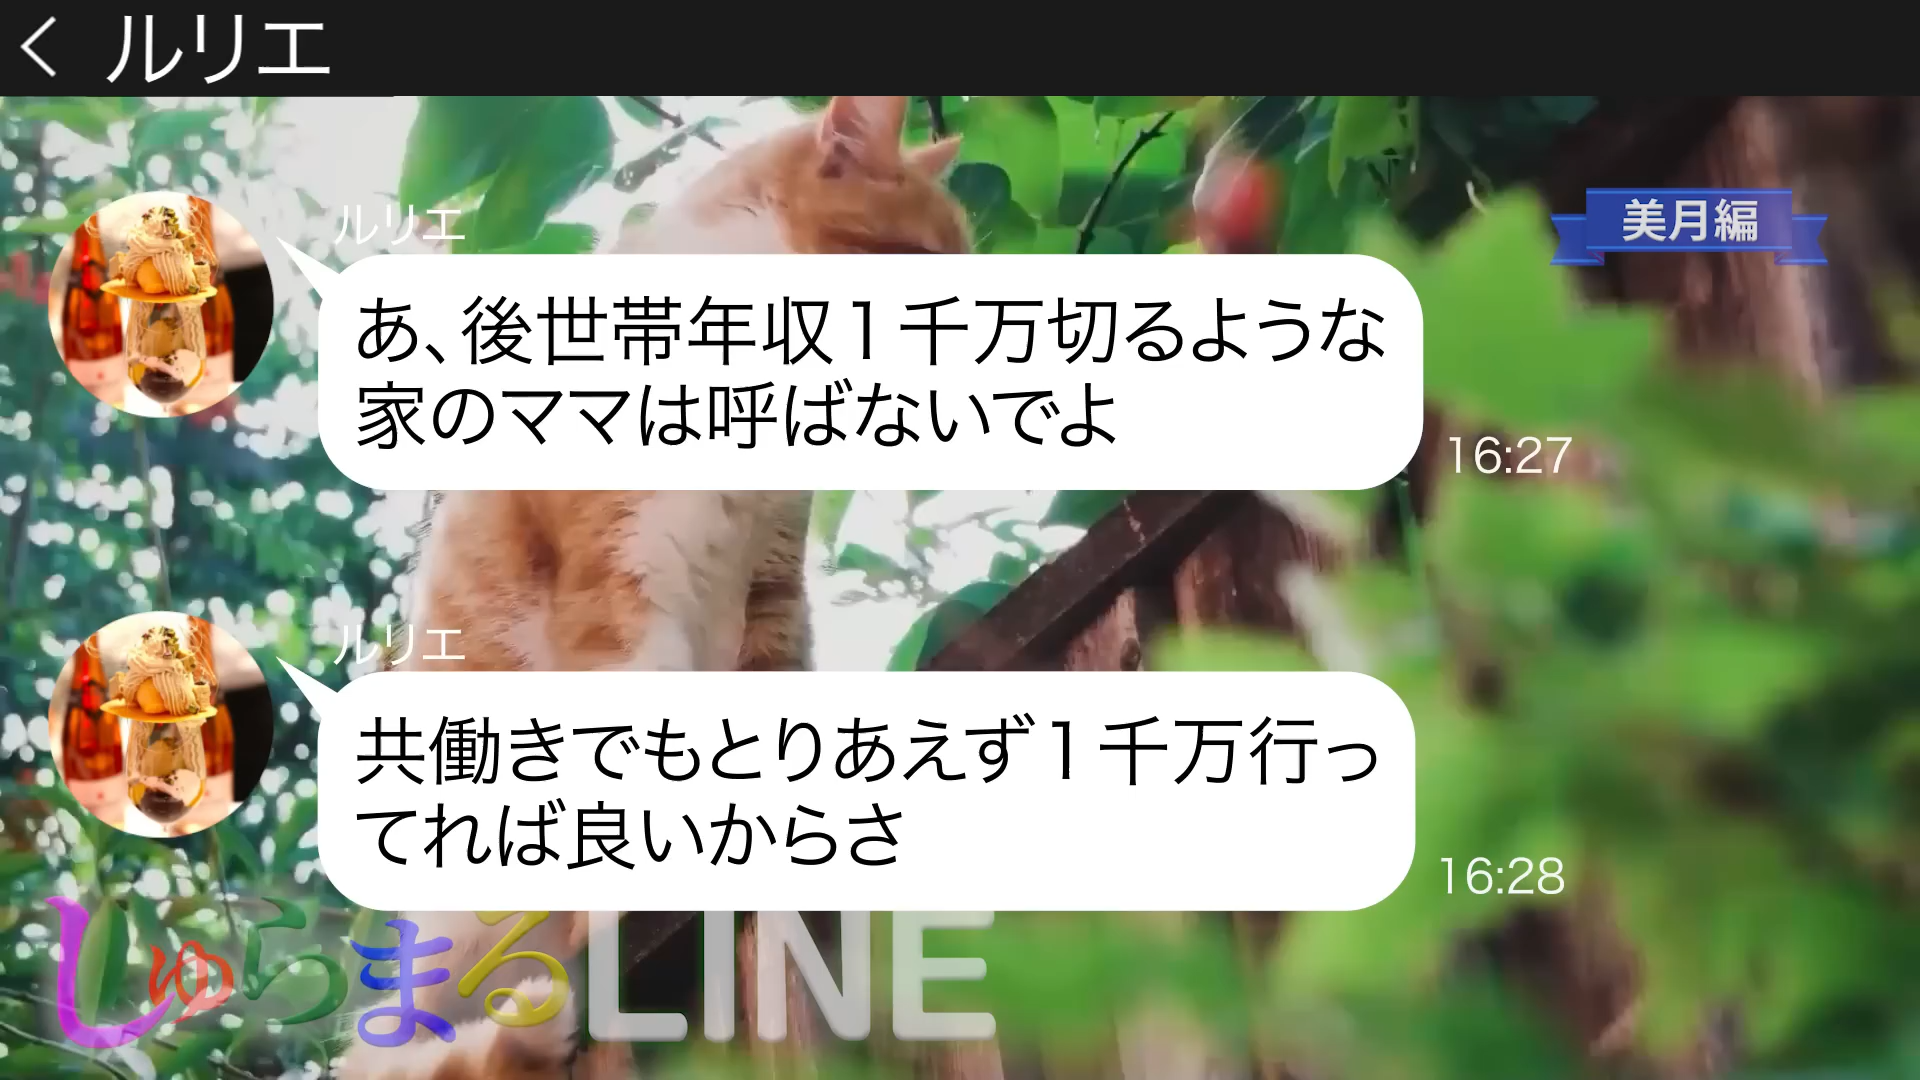 ルリエ
美月編
ルリエ
あ、後世帯年収1千万切るような
家のママは呼ばないでよ
16:27
ルリエ
共働きでもとりあえず1千万行っ
てれば良いからさ
16:28
しゅらまるLINE